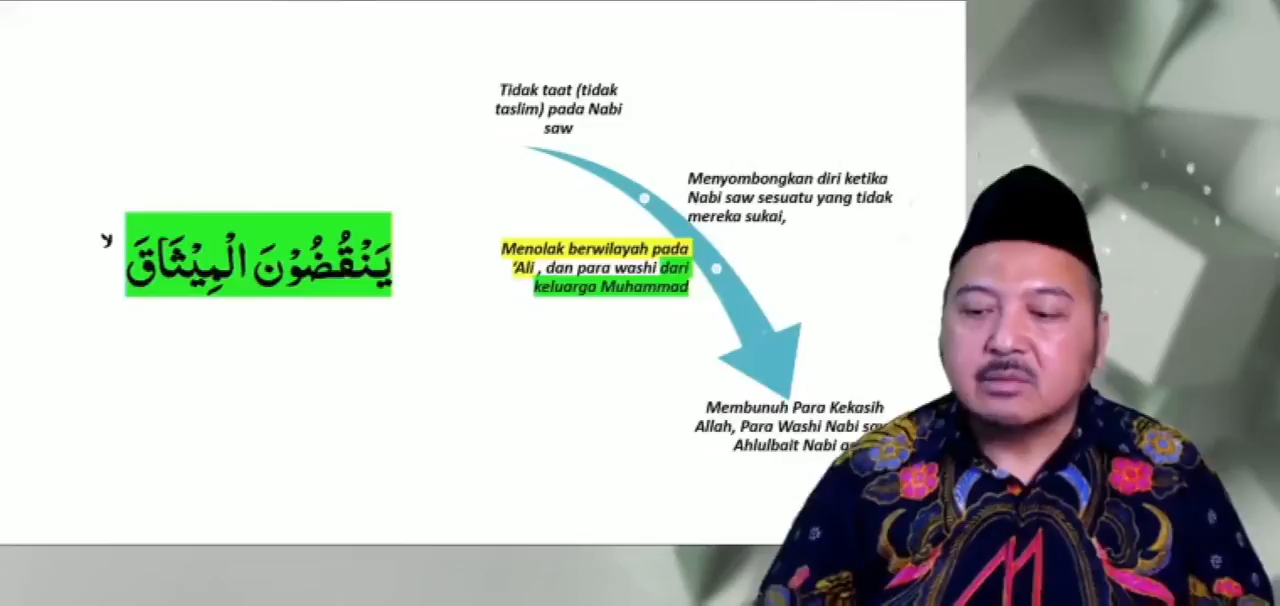 Tidak taat (tidak
taslim) pada Nabi
saw
Menyombongkan diri ketika
Nabi saw sesuatu yang tidak
mereka sukai,
يَنْقُضُوْنَ الْمِيْثَاقَ ۙ
Menolak berwilayah pada
‘Ali , dan para washi dari
keluarga Muhammad
Membunuh Para Kekasih
Allah, Para Washi Nabi
Ahlulbait Nabi